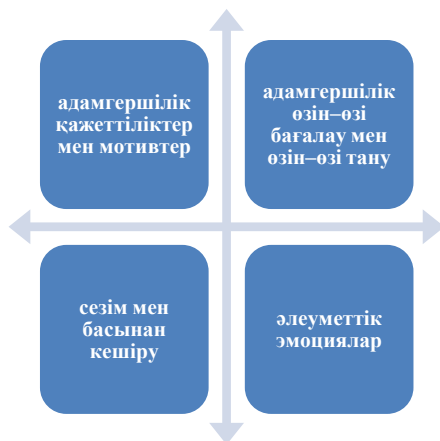 адамгершілік
қажеттіліктер
мен мотивтер
адамгершілік
өзін–өзі
бағалау мен
өзін–өзі тану
сезім мен
басынан
кешіру
әлеуметтік
эмоциялар